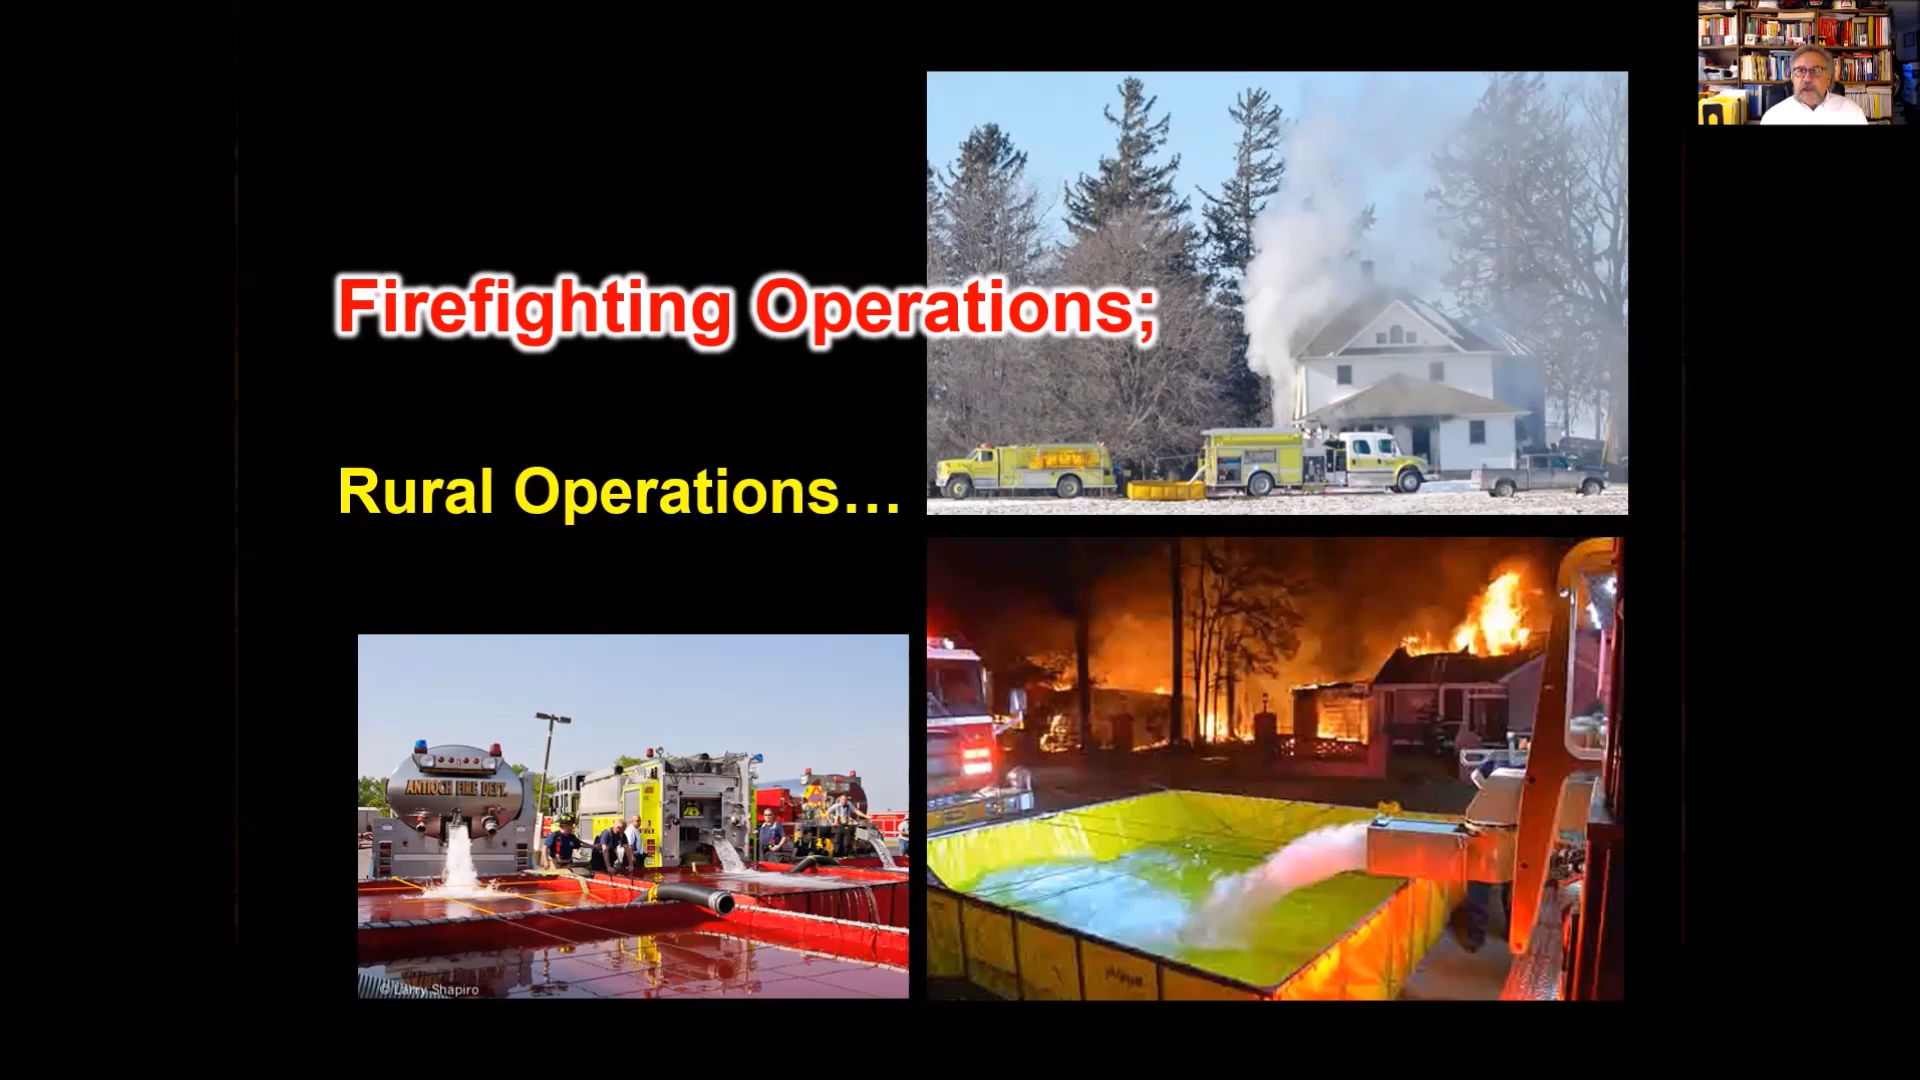 Firefighting Operations;
Rural Operations…
ANTIOCH FIRE DEPT.
© Larry Shapiro